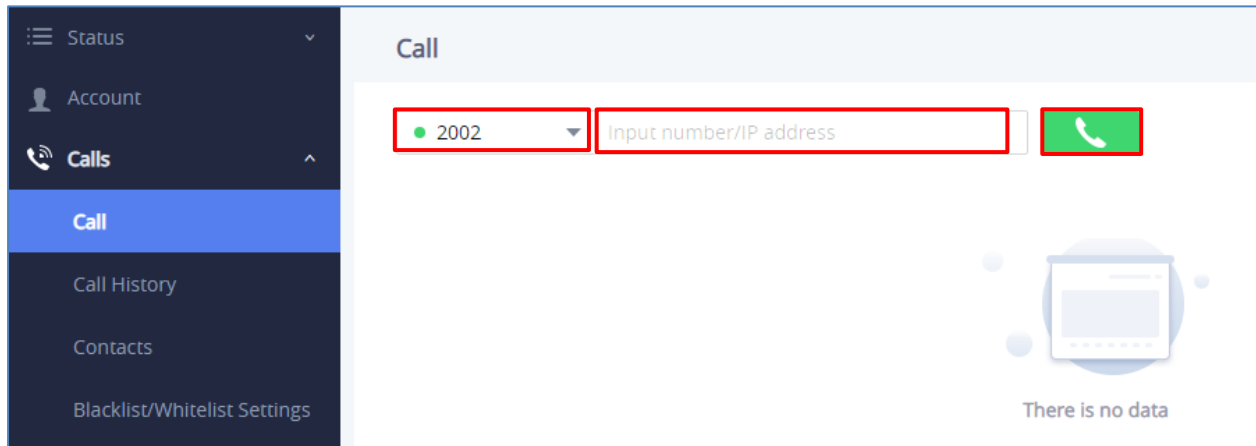 Status
Account
Calls
Call
Call History
Contacts
Blacklist/Whitelist Settings
Call
2002
Input number/IP address
There is no data